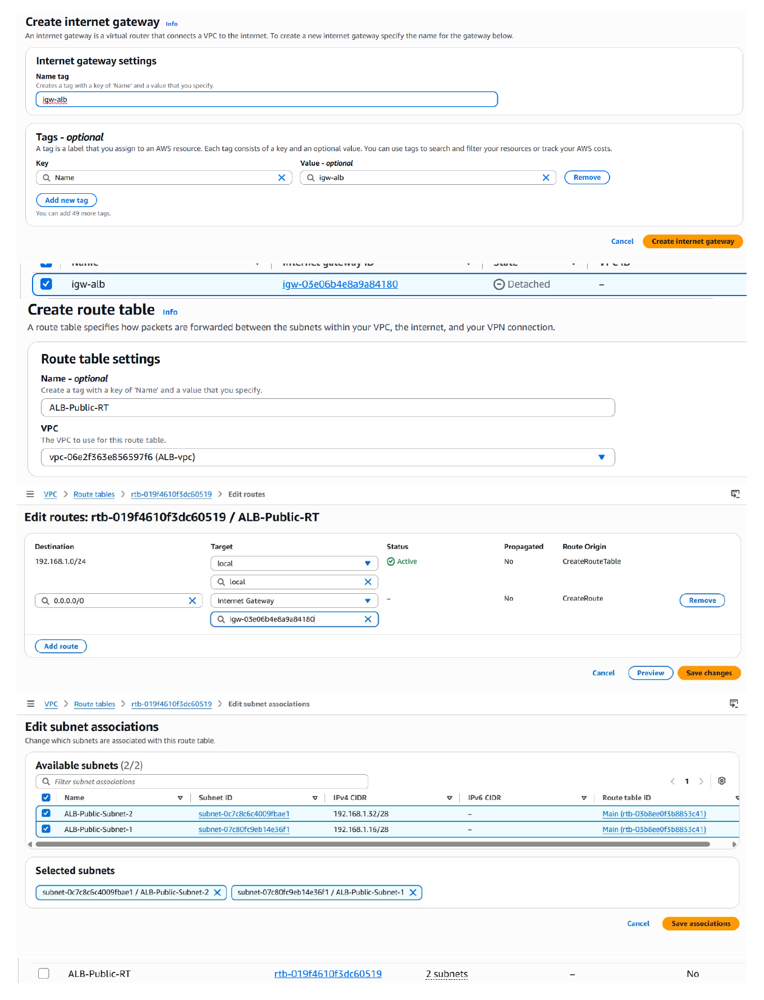 Create internet gateway Info
An internet gateway is a virtual router that connects a VPC to the internet. To create a new internet gateway specify the name for the gateway below.
Internet gateway settings
Name tag
Creates a tag with a key of 'Name' and a value that you specify.
igw-alb
Tags - optional
A tag is a label that you assign to an AWS resource. Each tag consists of a key and an optional value. You can use tags to search and filter your resources or track your AWS costs.
Key Value - optional
Name igw-alb Remove
Add new tag
You can add 49 more tags.
Cancel Create internet gateway
Name Internet gateway ID State VPC ID
igw-alb igw-03e06b4e8a9a84180 Detached –
Create route table Info
A route table specifies how packets are forwarded between the subnets within your VPC, the internet, and your VPN connection.
Route table settings
Name - optional
Create a tag with a key of 'Name' and a value that you specify.
ALB-Public-RT
VPC
The VPC to use for this route table.
vpc-06e2f363e856597f6 (ALB-vpc)
VPC > Route tables > rtb-019f4610f3dc60519 > Edit routes
Edit routes: rtb-019f4610f3dc60519 / ALB-Public-RT
Destination Target Status Propagated Route Origin
192.168.1.0/24 local Active No CreateRouteTable
local
0.0.0.0/0 Internet Gateway – No CreateRoute Remove
igw-03e06b4e8a9a84180
Add route
Cancel Preview Save changes
VPC > Route tables > rtb-019f4610f3dc60519 > Edit subnet associations
Edit subnet associations
Change which subnets are associated with this route table.
Available subnets (2/2)
Filter subnet associations < 1 >
Name Subnet ID IPv4 CIDR IPv6 CIDR Route table ID
ALB-Public-Subnet-2 subnet-0c7c8c6c4009fbae1 192.168.1.32/28 – Main (rtb-03b8ee0f3b8853c41)
ALB-Public-Subnet-1 subnet-07c80fc9eb14e36f1 192.168.1.16/28 – Main (rtb-03b8ee0f3b8853c41)
Selected subnets
subnet-0c7c8c6c4009fbae1 / ALB-Public-Subnet-2 subnet-07c80fc9eb14e36f1 / ALB-Public-Subnet-1
Cancel Save associations
ALB-Public-RT rtb-019f4610f3dc60519 2 subnets – No